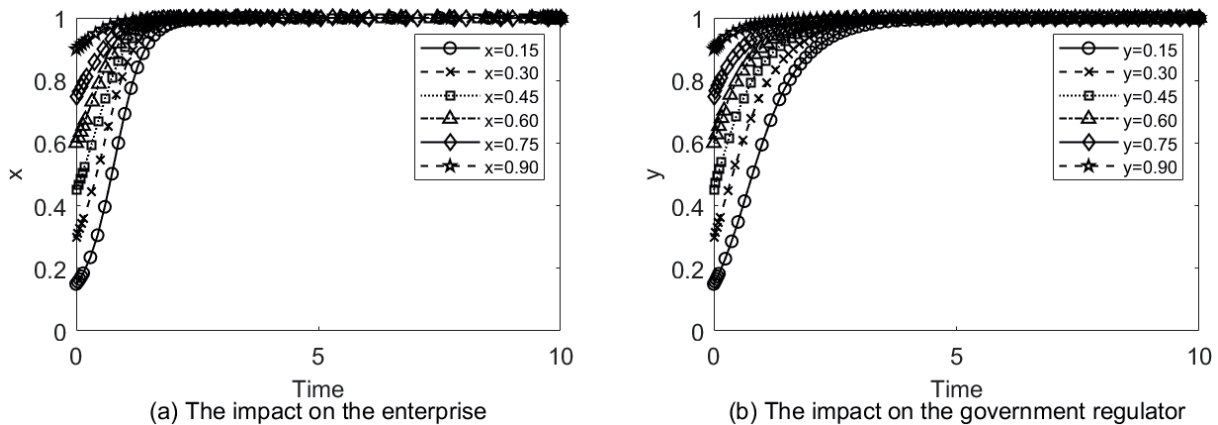 1
0.8
0.6
0.4
0.2
0
x
0
5
10
Time
x=0.15
x=0.30
x=0.45
x=0.60
x=0.75
x=0.90
(a) The impact on the enterprise
1
0.8
0.6
0.4
0.2
0
y
0
5
10
Time
y=0.15
y=0.30
y=0.45
y=0.60
y=0.75
y=0.90
(b) The impact on the government regulator